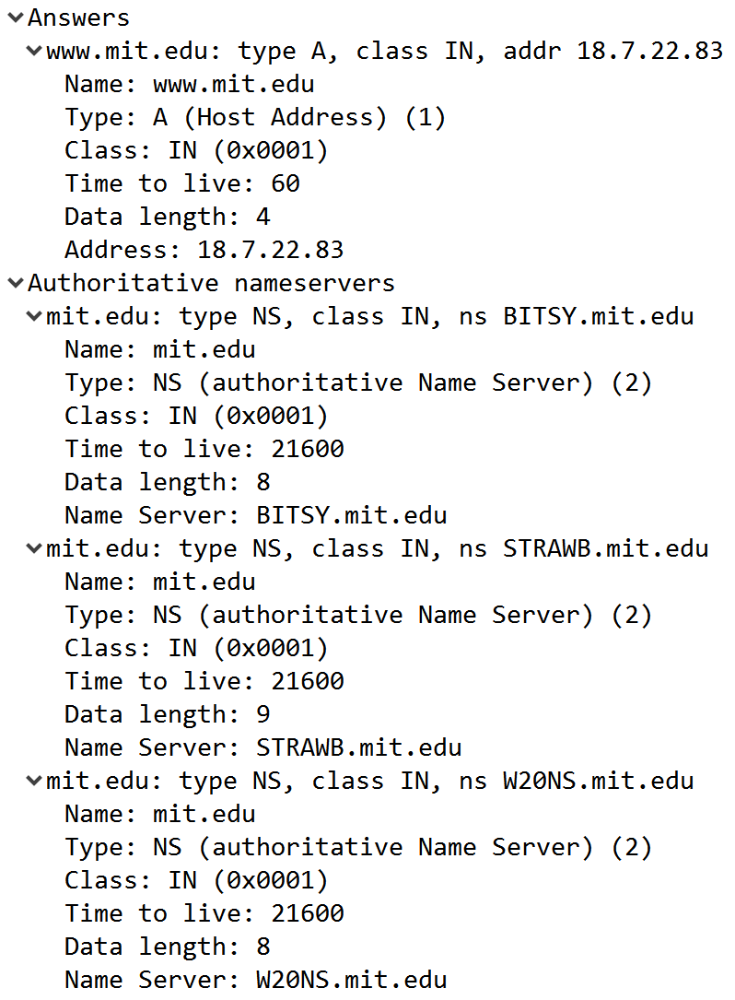 Answers
www.mit.edu: type A, class IN, addr 18.7.22.83
Name: www.mit.edu
Type: A (Host Address) (1)
Class: IN (0x0001)
Time to live: 60
Data length: 4
Address: 18.7.22.83
Authoritative nameservers
mit.edu: type NS, class IN, ns BITSY.mit.edu
Name: mit.edu
Type: NS (authoritative Name Server) (2)
Class: IN (0x0001)
Time to live: 21600
Data length: 8
Name Server: BITSY.mit.edu
mit.edu: type NS, class IN, ns STRAWB.mit.edu
Name: mit.edu
Type: NS (authoritative Name Server) (2)
Class: IN (0x0001)
Time to live: 21600
Data length: 9
Name Server: STRAWB.mit.edu
mit.edu: type NS, class IN, ns W20NS.mit.edu
Name: mit.edu
Type: NS (authoritative Name Server) (2)
Class: IN (0x0001)
Time to live: 21600
Data length: 8
Name Server: W20NS.mit.edu